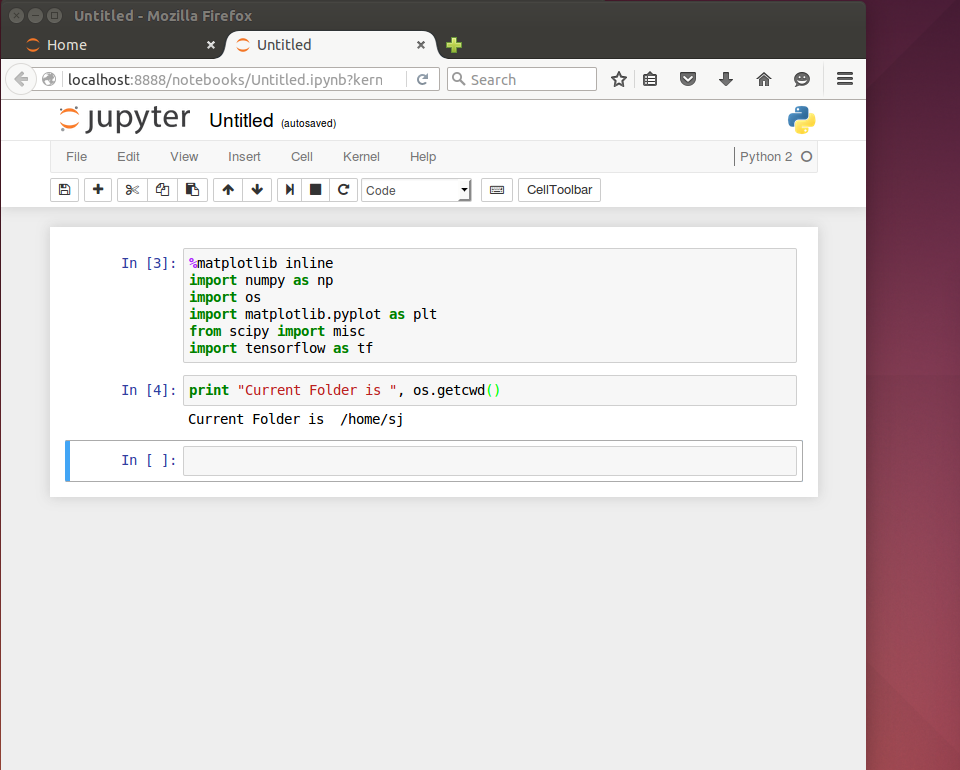 Untitled - Mozilla Firefox
Home
Untitled
localhost:8888/notebooks/Untitled.ipynb?kern
Search
jupyter Untitled (autosaved)
File Edit View Insert Cell Kernel Help Python 2
Code CellToolbar
In [3]: %matplotlib inline
import numpy as np
import os
import matplotlib.pyplot as plt
from scipy import misc
import tensorflow as tf
In [4]: print "Current Folder is ", os.getcwd()
Current Folder is  /home/sj
In [ ]: